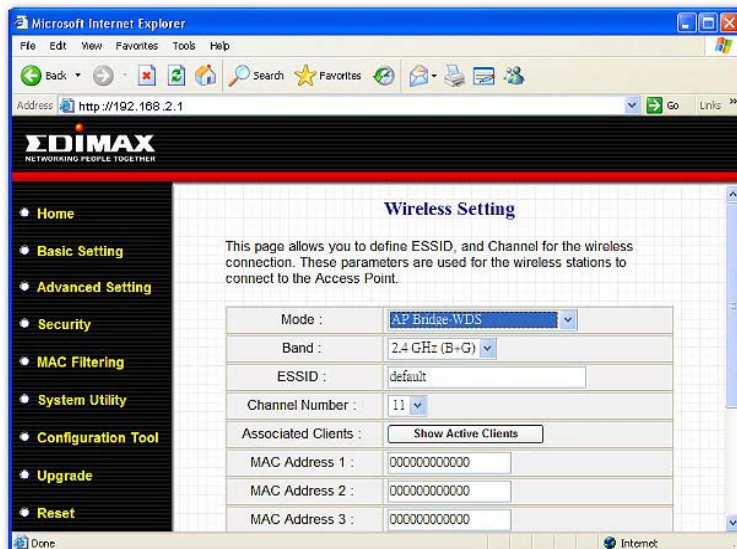 Microsoft Internet Explorer
File Edit View Favorites Tools Help
Back Search Favorites
Address http://192.168.2.1 Go Links »
EDIMAX
NETWORKING PEOPLE TOGETHER
Home
Basic Setting
Advanced Setting
Security
MAC Filtering
System Utility
Configuration Tool
Upgrade
Reset
Wireless Setting
This page allows you to define ESSID, and Channel for the wireless
connection. These parameters are used for the wireless stations to
connect to the Access Point.
Mode : AP Bridge-WDS
Band : 2.4 GHz (B+G)
ESSID : default
Channel Number : 11
Associated Clients : Show Active Clients
MAC Address 1 : 000000000000
MAC Address 2 : 000000000000
MAC Address 3 : 000000000000
Done Internet